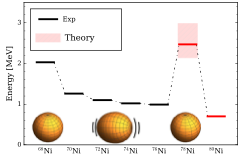 Energy [MeV]
3
2
1
0
Exp
Theory
⁶⁸Ni ⁷⁰Ni ⁷²Ni ⁷⁴Ni ⁷⁶Ni ⁷⁸Ni ⁸⁰Ni